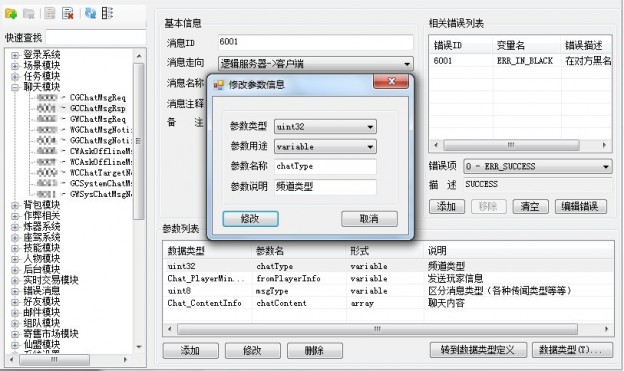 快速查找
登录系统
场景模块
任务模块
聊天模块
- CGChatMsgReq
- GCChatMsgRsp
- GWChatMsgReq
- WGChatMsgNoti
- GGChatMsgNoti
- CWAskOfflineMs
- WCAskOfflineMs
- WCChatTargetNo
- GCSystemChatMs
- GWSysChatMsgNo
背包模块
作弊相关
炼器系统
座驾系统
技能模块
人物模块
后台模块
实时交易模块
错误消息
好友模块
邮件模块
组队模块
寄售市场模块
仙盟模块
基本信息
消息ID 6001
消息走向 逻辑服务器->客户端
消息名称
消息注释
备 注
修改参数信息
参数类型 uint32
参数用途 variable
参数名称 chatType
参数说明 频道类型
修改 取消
相关错误列表
错误ID 变量名 错误描述
6001 ERR_IN_BLACK 在对方黑名
错误项 0 - ERR_SUCCESS
描 述 SUCCESS
添加 移除 清空 编辑错误
参数列表
数据类型 参数名 形式 说明
uint32 chatType variable 频道类型
Chat_PlayerMin... fronPlayerInfo variable 发送玩家信息
uint8 msgType variable 区分消息类型(各种传闻类型等等)
Chat_ContentInfo chatContent array 聊天内容
添加 修改 删除 转到数据类型定义 数据类型(T)...